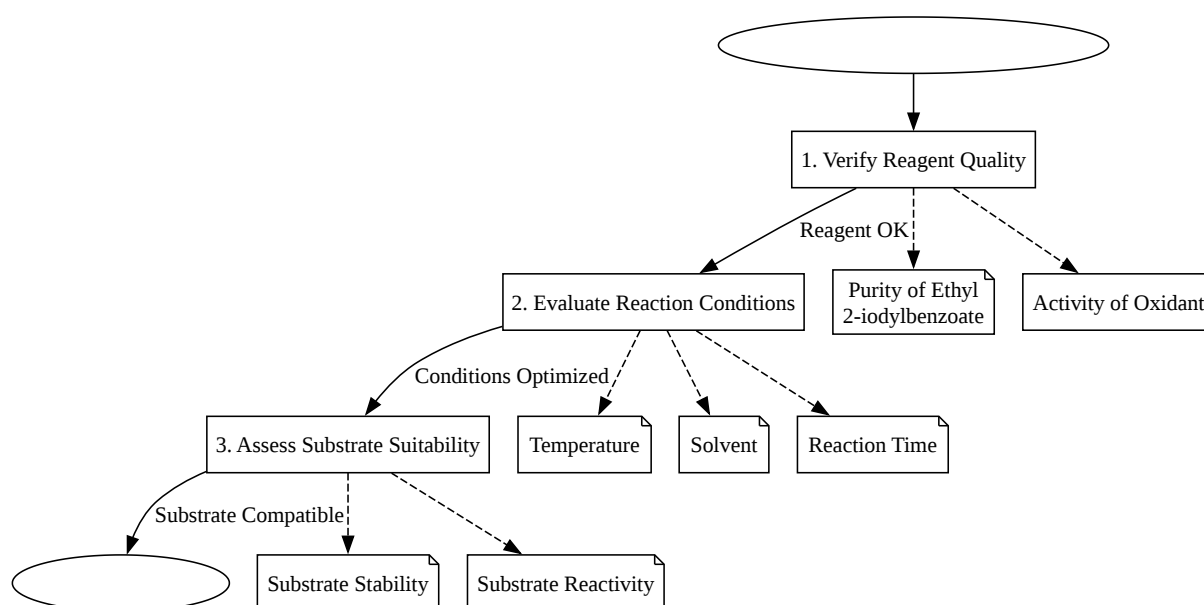 1. Verify Reagent Quality
Reagent OK
2. Evaluate Reaction Conditions
Purity of Ethyl
2-iodylbenzoate
Activity of Oxidant
Conditions Optimized
3. Assess Substrate Suitability
Temperature
Solvent
Reaction Time
Substrate Compatible
Substrate Stability
Substrate Reactivity